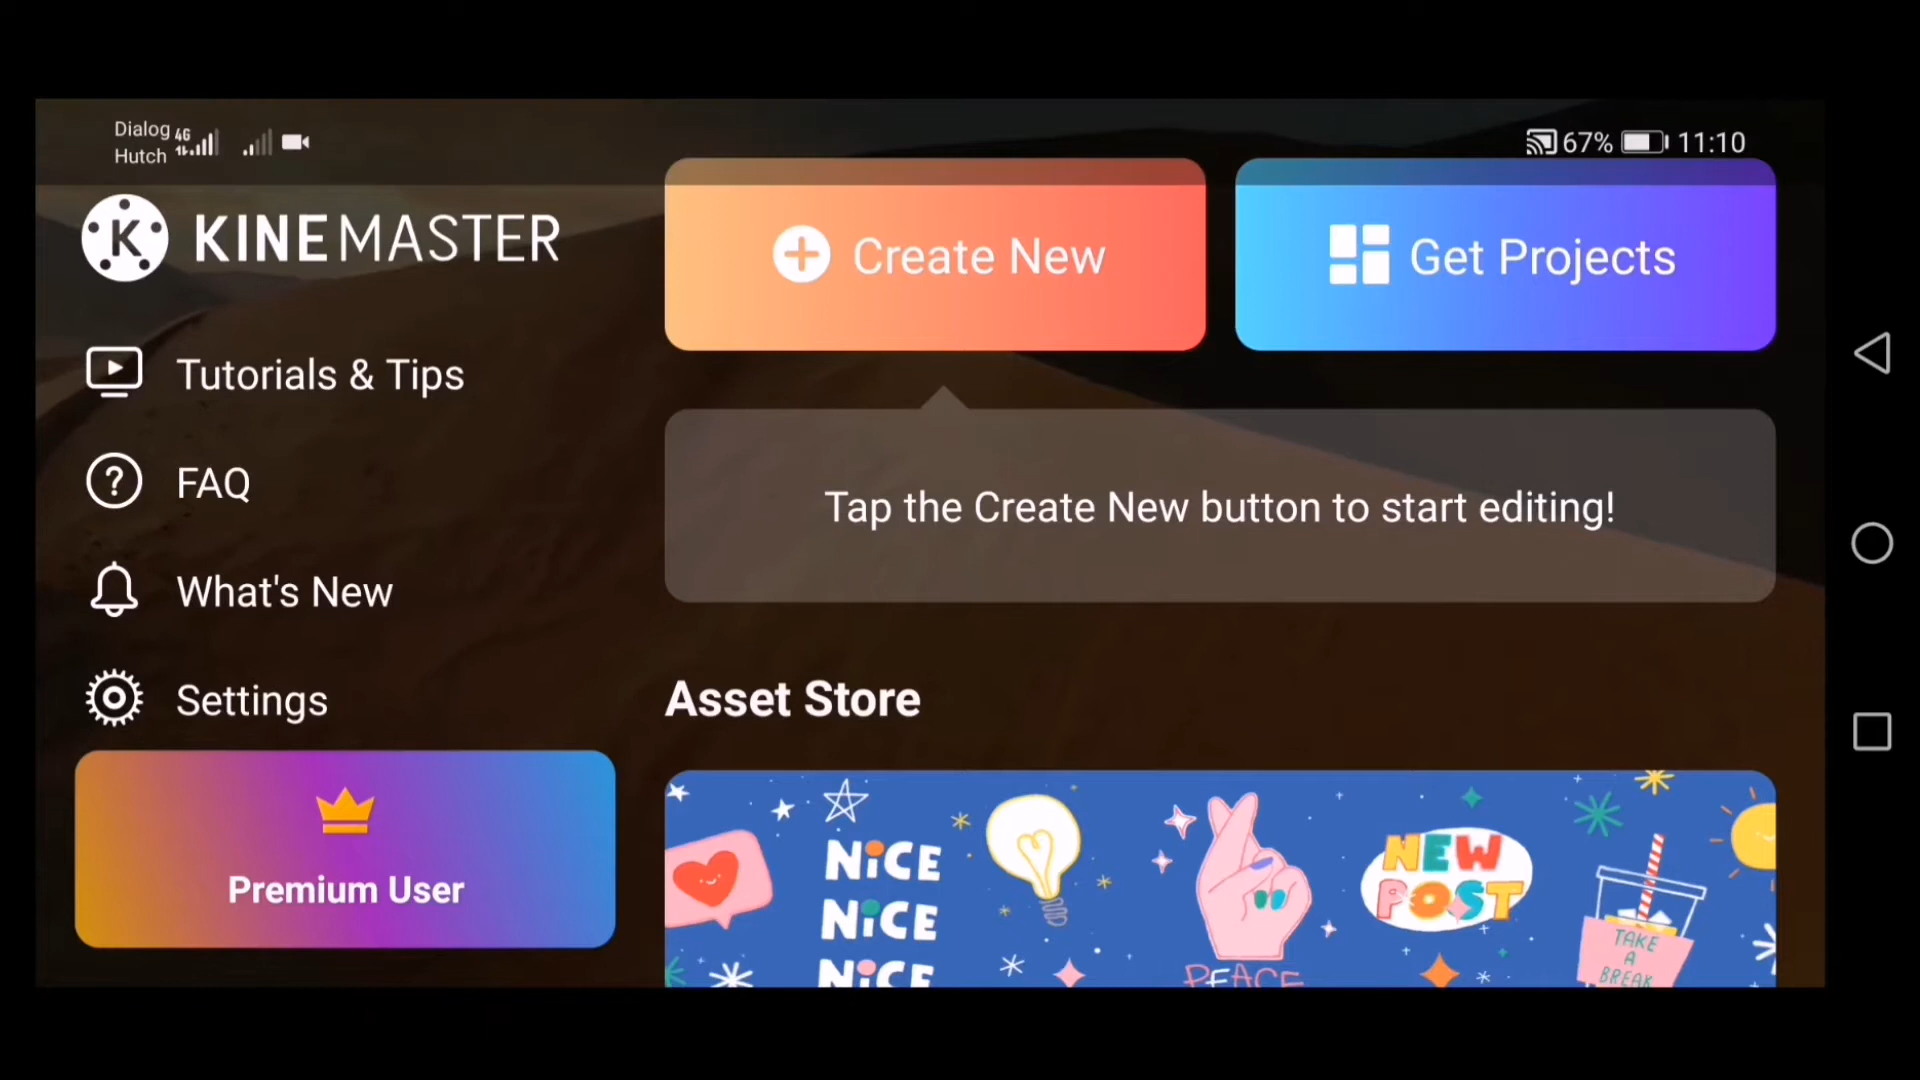 Dialog 4G
Hutch
67% 11:10
K KINEMASTER
Create New
Get Projects
Tutorials & Tips
Tap the Create New button to start editing!
FAQ
What's New
Settings
Asset Store
Premium User
NiCE
NiCE
NiCE
PEACE
NEW
POST
TAKE
A
BREAK